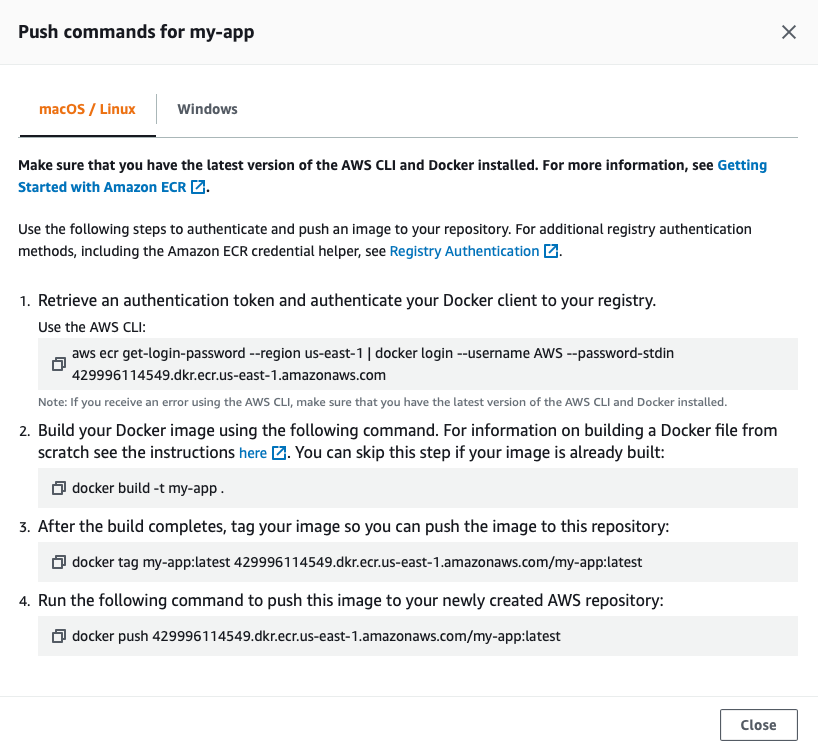 Push commands for my-app
macOS / Linux
Windows
Make sure that you have the latest version of the AWS CLI and Docker installed. For more information, see Getting
Started with Amazon ECR.
Use the following steps to authenticate and push an image to your repository. For additional registry authentication
methods, including the Amazon ECR credential helper, see Registry Authentication.
1. Retrieve an authentication token and authenticate your Docker client to your registry.
Use the AWS CLI:
aws ecr get-login-password --region us-east-1 | docker login --username AWS --password-stdin
429996114549.dkr.ecr.us-east-1.amazonaws.com
Note: If you receive an error using the AWS CLI, make sure that you have the latest version of the AWS CLI and Docker installed.
2. Build your Docker image using the following command. For information on building a Docker file from
scratch see the instructions here. You can skip this step if your image is already built:
docker build -t my-app .
3. After the build completes, tag your image so you can push the image to this repository:
docker tag my-app:latest 429996114549.dkr.ecr.us-east-1.amazonaws.com/my-app:latest
4. Run the following command to push this image to your newly created AWS repository:
docker push 429996114549.dkr.ecr.us-east-1.amazonaws.com/my-app:latest
Close